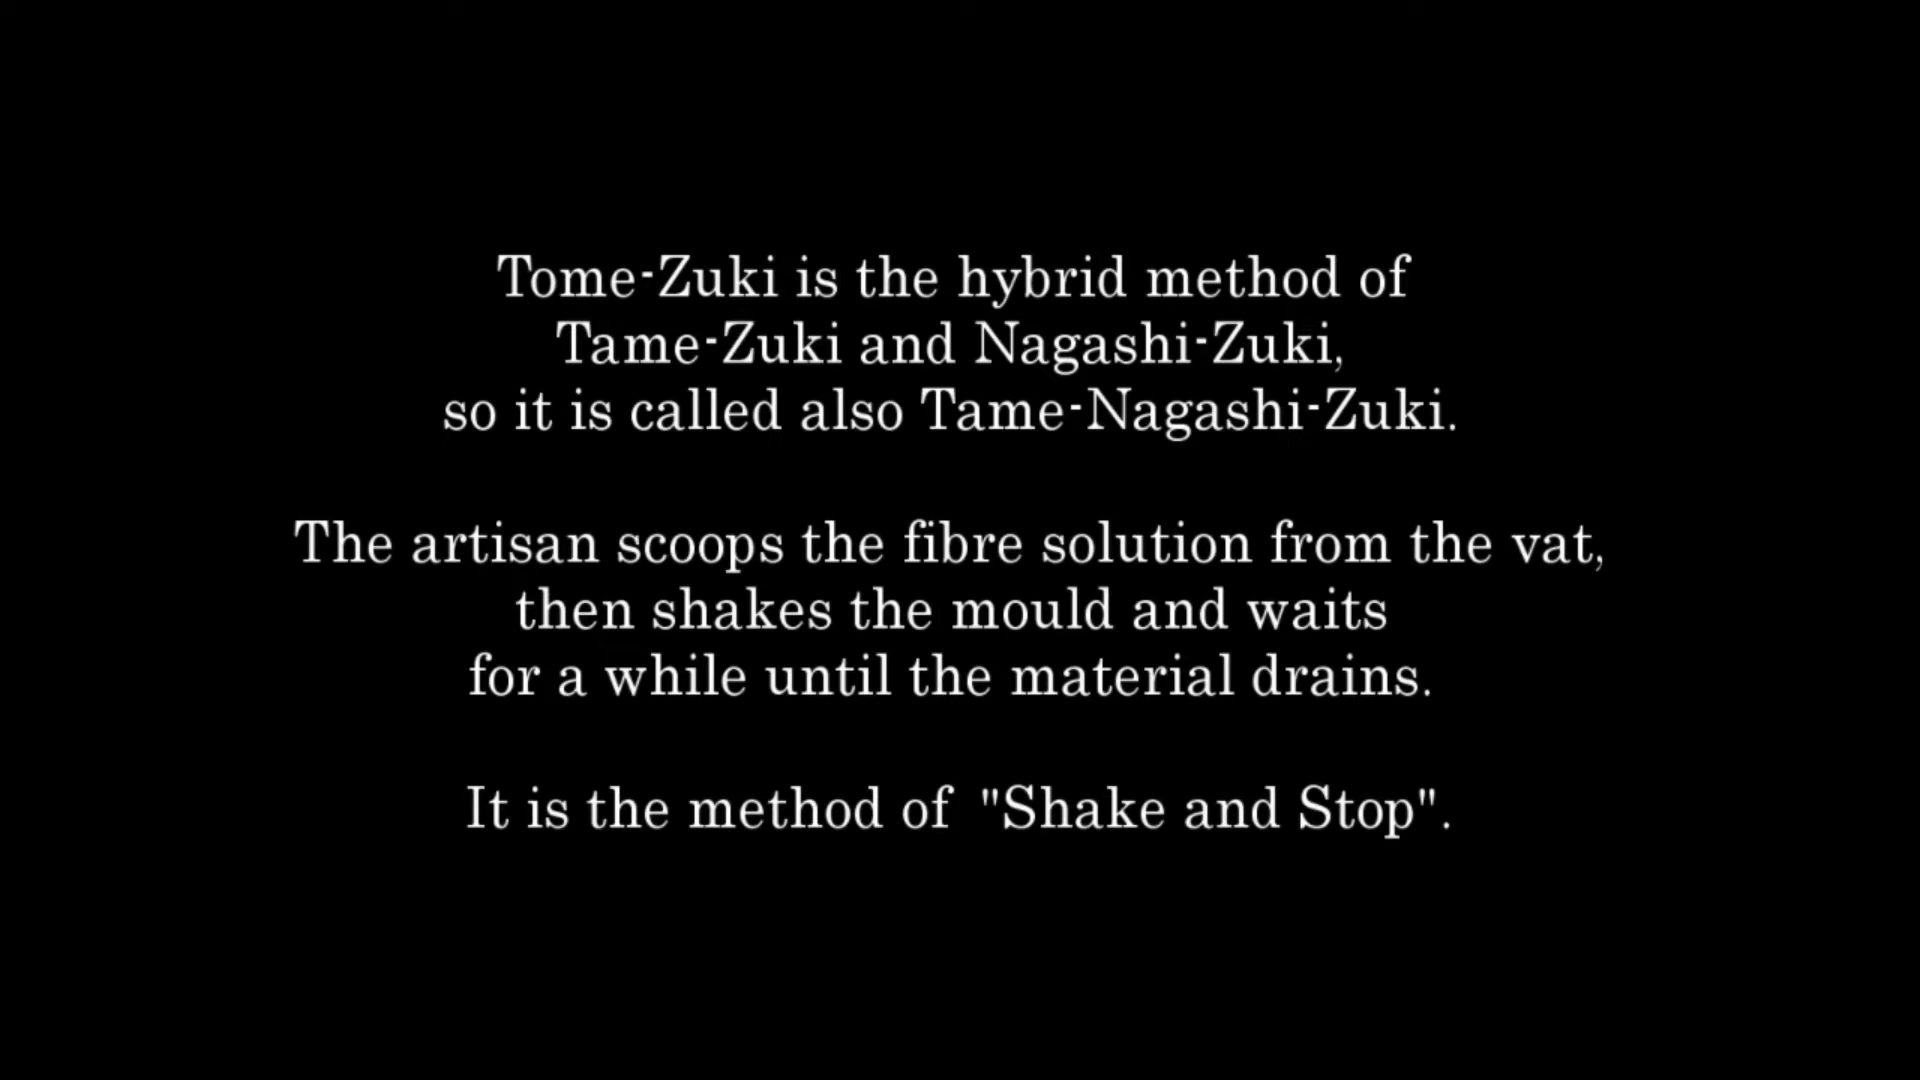 Tome-Zuki is the hybrid method of
Tame-Zuki and Nagashi-Zuki,
so it is called also Tame-Nagashi-Zuki.
The artisan scoops the fibre solution from the vat,
then shakes the mould and waits
for a while until the material drains.
It is the method of "Shake and Stop".